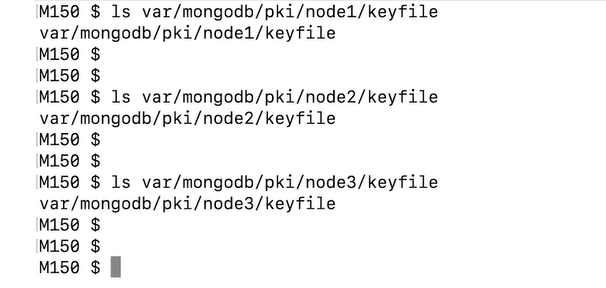 M150 $ ls var/mongodb/pki/node1/keyfile
var/mongodb/pki/node1/keyfile
M150 $
M150 $
M150 $ ls var/mongodb/pki/node2/keyfile
var/mongodb/pki/node2/keyfile
M150 $
M150 $
M150 $ ls var/mongodb/pki/node3/keyfile
var/mongodb/pki/node3/keyfile
M150 $
M150 $
M150 $